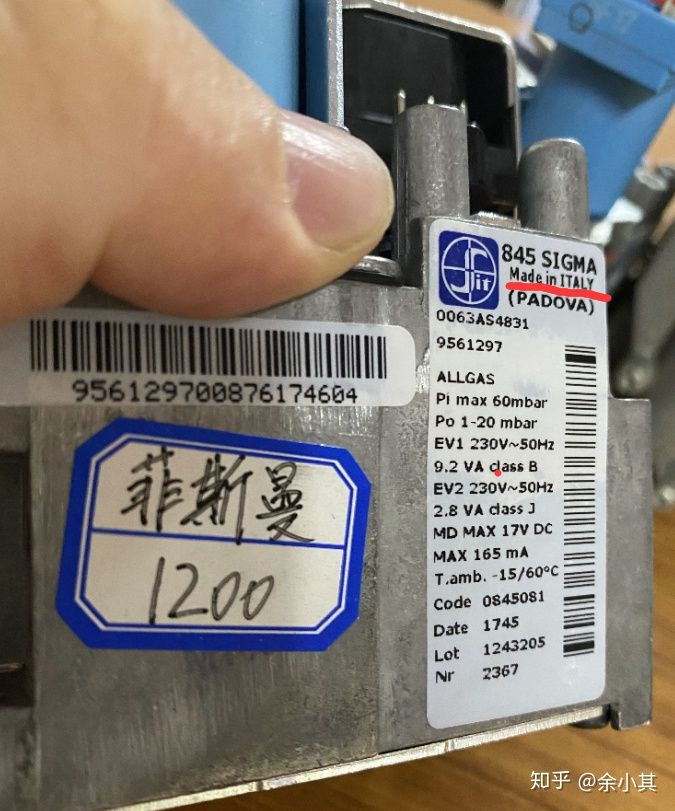 Sit
845 SIGMA
Made in ITALY
(PADOVA)
0063AS4831
9561297
ALLGAS
Pi max 60mbar
Po 1-20 mbar
EV1 230V~50Hz
9.2 VA class B
EV2 230V~50Hz
2.8 VA class J
MD MAX 17V DC
MAX 165 mA
T.amb. -15/60°C
Code 0845081
Date 1745
Lot 1243205
Nr 2367
956129700876174604
菲斯曼
1200
知乎 @余小其